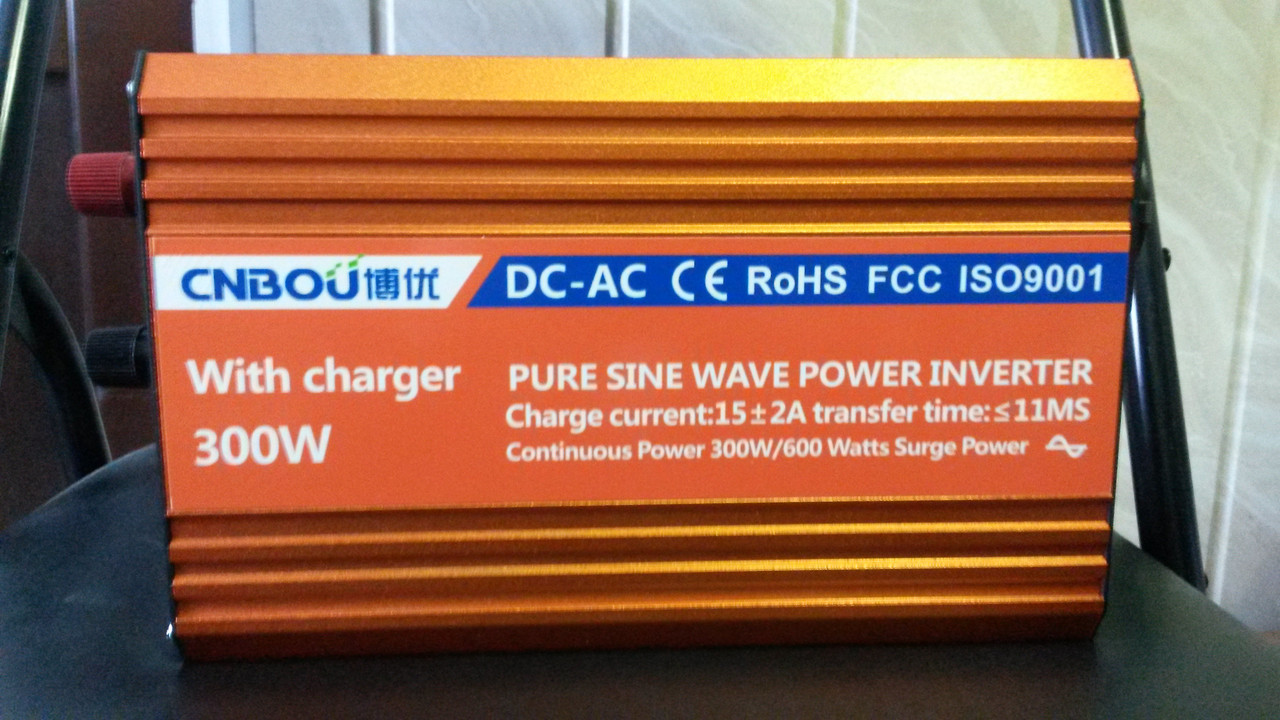 CNBOU博优 DC-AC CE RoHS FCC ISO9001
With charger
300W
PURE SINE WAVE POWER INVERTER
Charge current:15±2A transfer time:≤11MS
Continuous Power 300W/600 Watts Surge Power